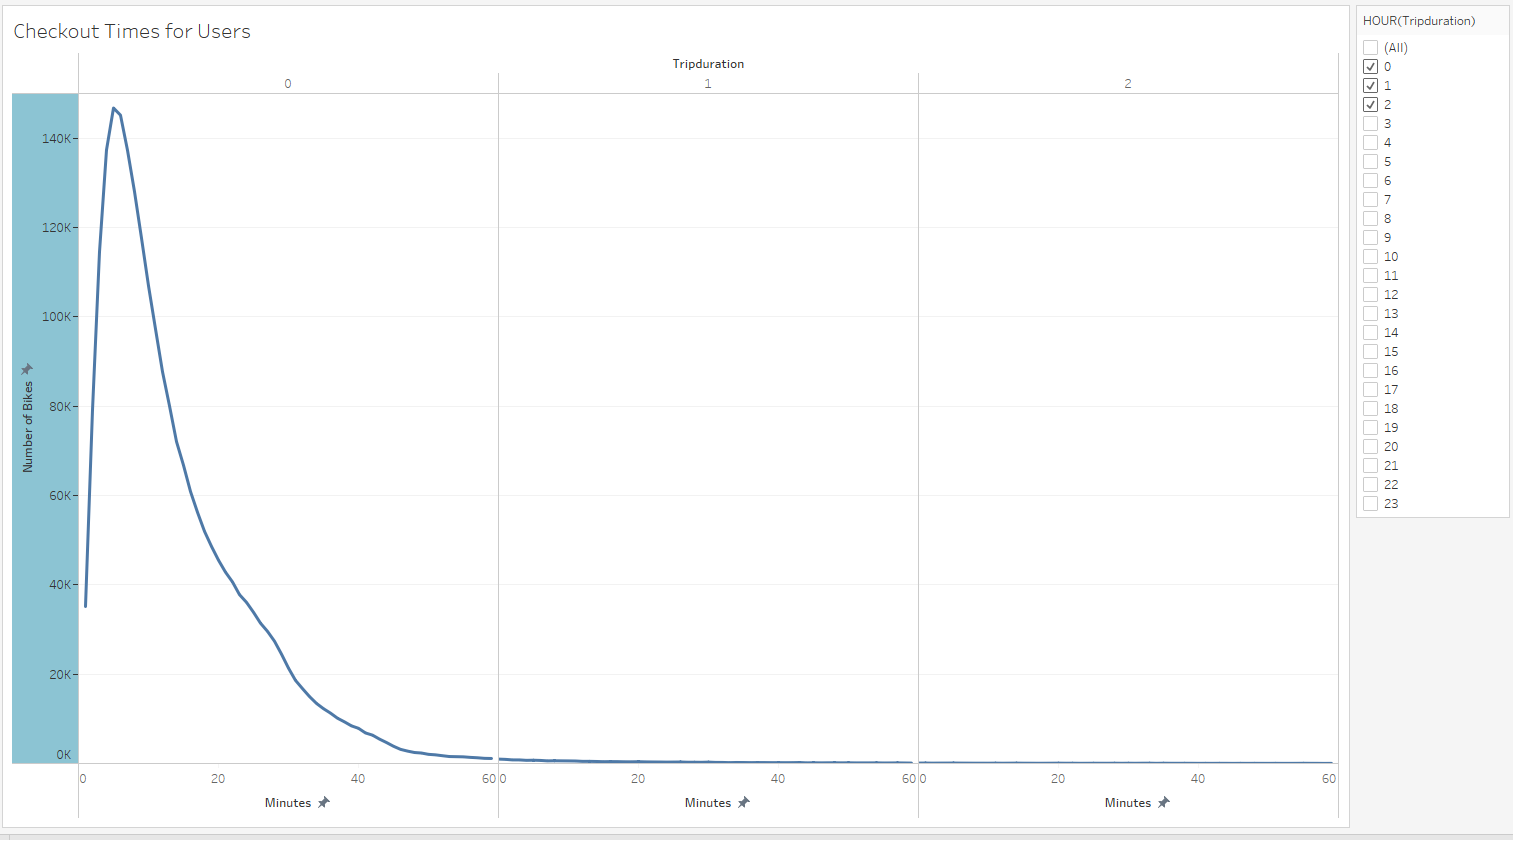 Checkout Times for Users
Tripduration
0 1 2
140K
120K
100K
80K
60K
40K
20K
0K
Number of Bikes
0 20 40 60 0 20 40 60 0 20 40 60
Minutes Minutes Minutes
HOUR(Tripduration)
(All)
0
1
2
3
4
5
6
7
8
9
10
11
12
13
14
15
16
17
18
19
20
21
22
23